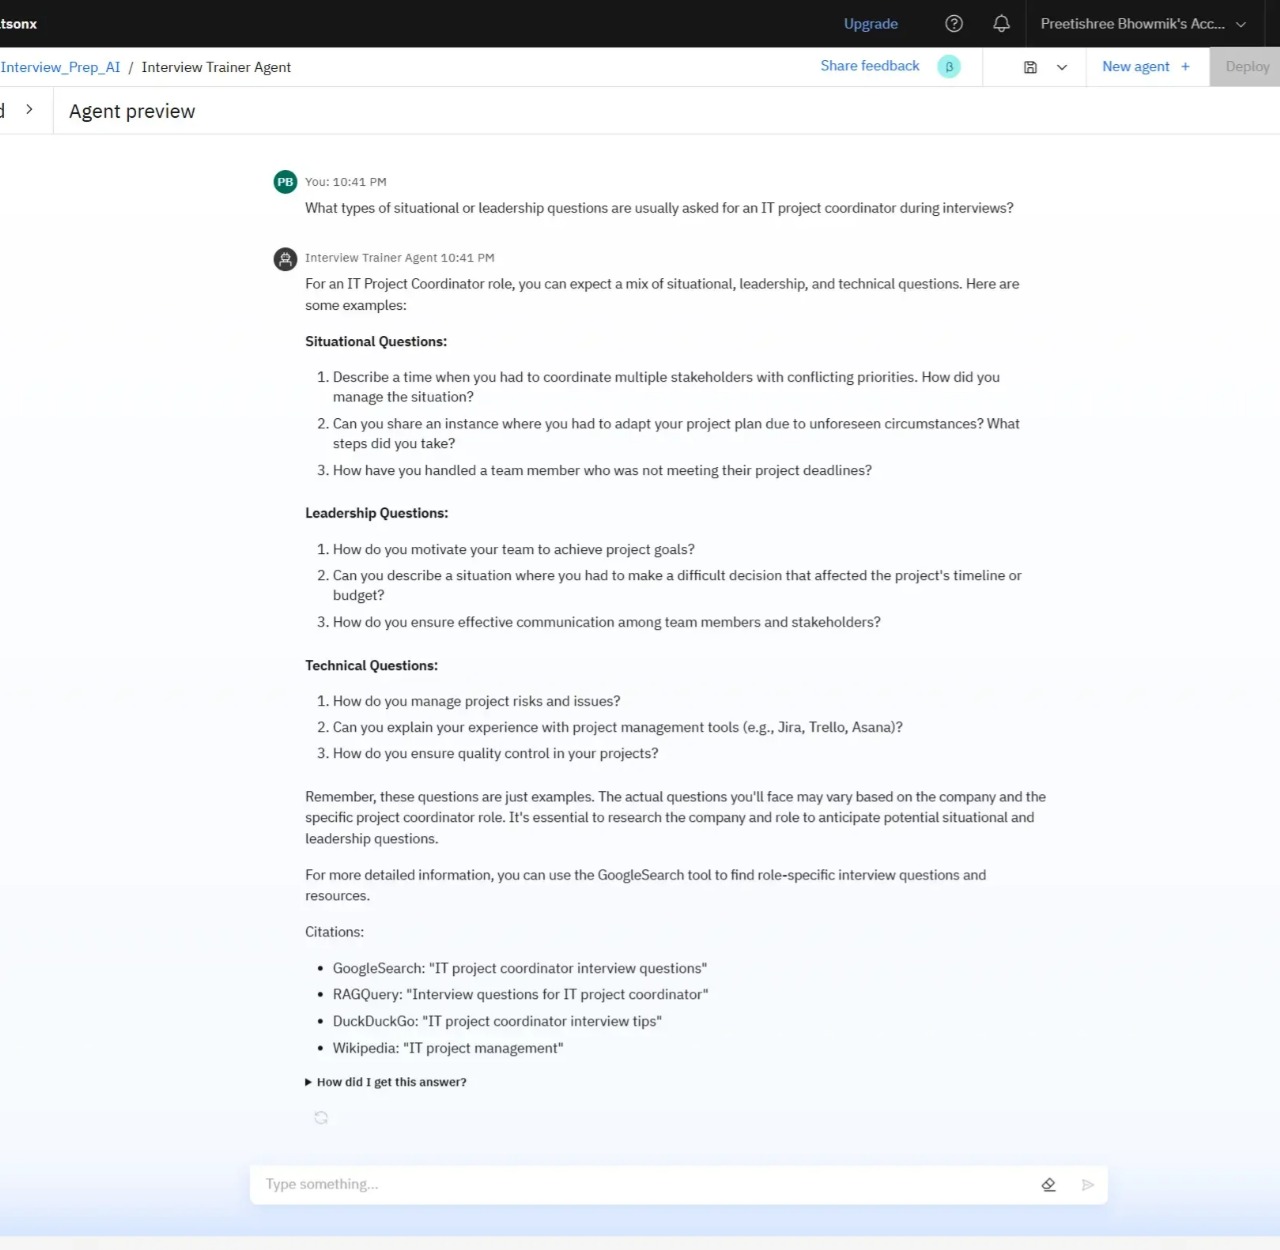 tsonx
Upgrade
Preetishree Bhowmik's Acc...
Interview_Prep_AI / Interview Trainer Agent
Share feedback β
New agent +
Deploy
d
Agent preview
PB
You: 10:41 PM
What types of situational or leadership questions are usually asked for an IT project coordinator during interviews?
Interview Trainer Agent 10:41 PM
For an IT Project Coordinator role, you can expect a mix of situational, leadership, and technical questions. Here are
some examples:
Situational Questions:
1. Describe a time when you had to coordinate multiple stakeholders with conflicting priorities. How did you
manage the situation?
2. Can you share an instance where you had to adapt your project plan due to unforeseen circumstances? What
steps did you take?
3. How have you handled a team member who was not meeting their project deadlines?
Leadership Questions:
1. How do you motivate your team to achieve project goals?
2. Can you describe a situation where you had to make a difficult decision that affected the project's timeline or
budget?
3. How do you ensure effective communication among team members and stakeholders?
Technical Questions:
1. How do you manage project risks and issues?
2. Can you explain your experience with project management tools (e.g., Jira, Trello, Asana)?
3. How do you ensure quality control in your projects?
Remember, these questions are just examples. The actual questions you'll face may vary based on the company and the
specific project coordinator role. It's essential to research the company and role to anticipate potential situational and
leadership questions.
For more detailed information, you can use the GoogleSearch tool to find role-specific interview questions and
resources.
Citations:
• GoogleSearch: "IT project coordinator interview questions"
• RAGQuery: "Interview questions for IT project coordinator"
• DuckDuckGo: "IT project coordinator interview tips"
• Wikipedia: "IT project management"
How did I get this answer?
Type something...